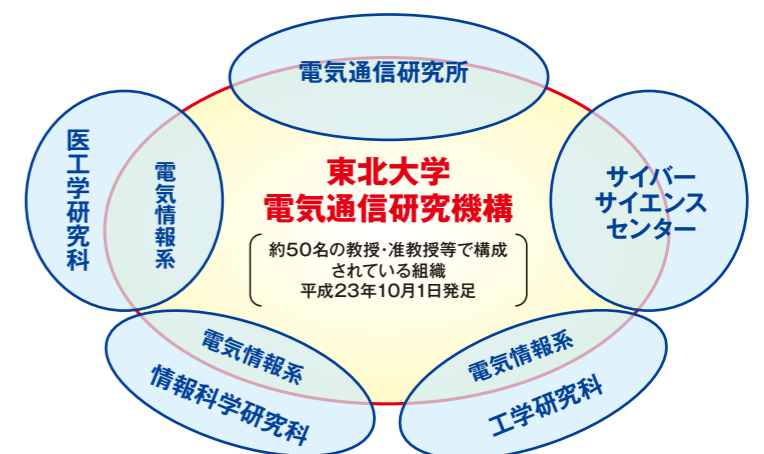 電気通信研究所
医工学研究科
電気情報系
東北大学
電気通信研究機構
約50名の教授・准教授等で構成
されている組織
平成23年10月1日発足
サイバー
サイエンス
センター
電気情報系
情報科学研究科
電気情報系
工学研究科